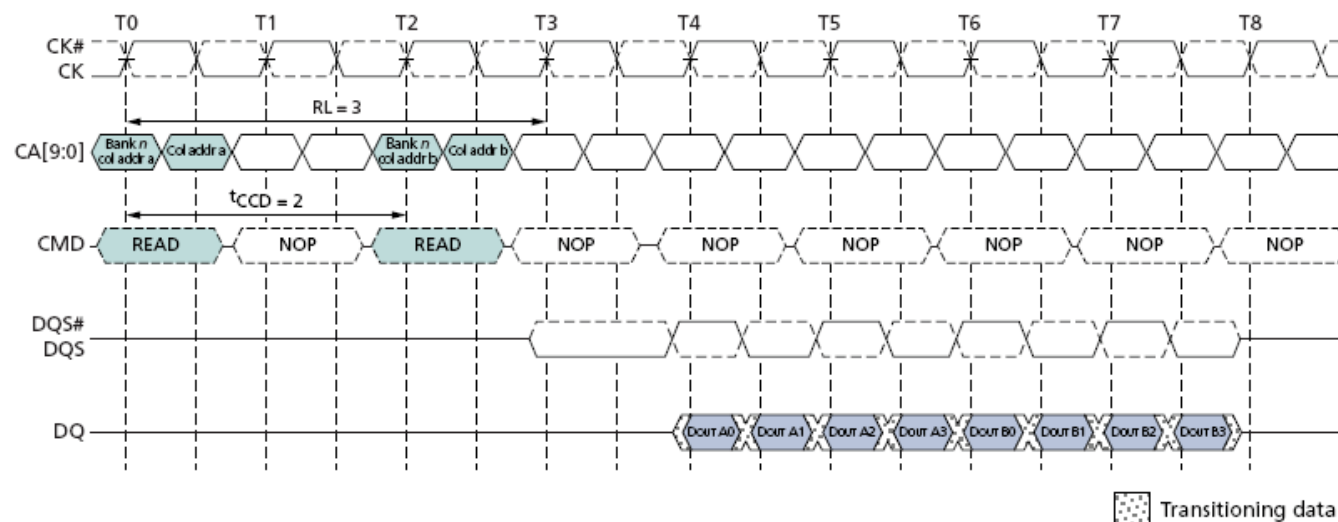 T0 T1 T2 T3 T4 T5 T6 T7 T8
CK#
CK
RL = 3
CA[9:0] Bank n col addr a Col addr a Bank n col addr b Col addr b
tCCD = 2
CMD READ NOP READ NOP NOP NOP NOP NOP NOP
DQS#
DQS
DQ DOUT A0 DOUT A1 DOUT A2 DOUT A3 DOUT B0 DOUT B1 DOUT B2 DOUT B3
Transitioning data